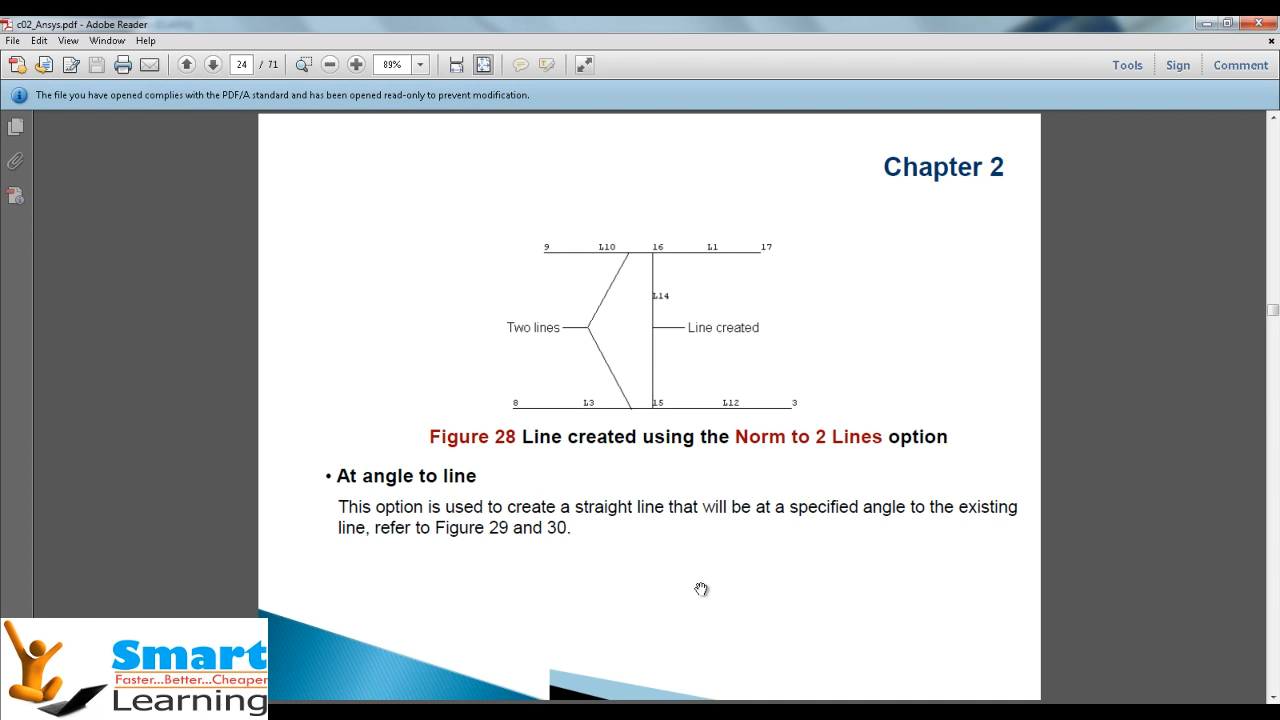 c02_Ansys.pdf - Adobe Reader
File Edit View Window Help
24 / 71 89% Tools Sign Comment
The file you have opened complies with the PDF/A standard and has been opened read-only to prevent modification.
Chapter 2
9 L10 16 L1 17
L14
Two lines Line created
8 L3 15 L12 3
Figure 28 Line created using the Norm to 2 Lines option
• At angle to line
This option is used to create a straight line that will be at a specified angle to the existing
line, refer to Figure 29 and 30.
Smart
Faster...Better...Cheaper
Learning